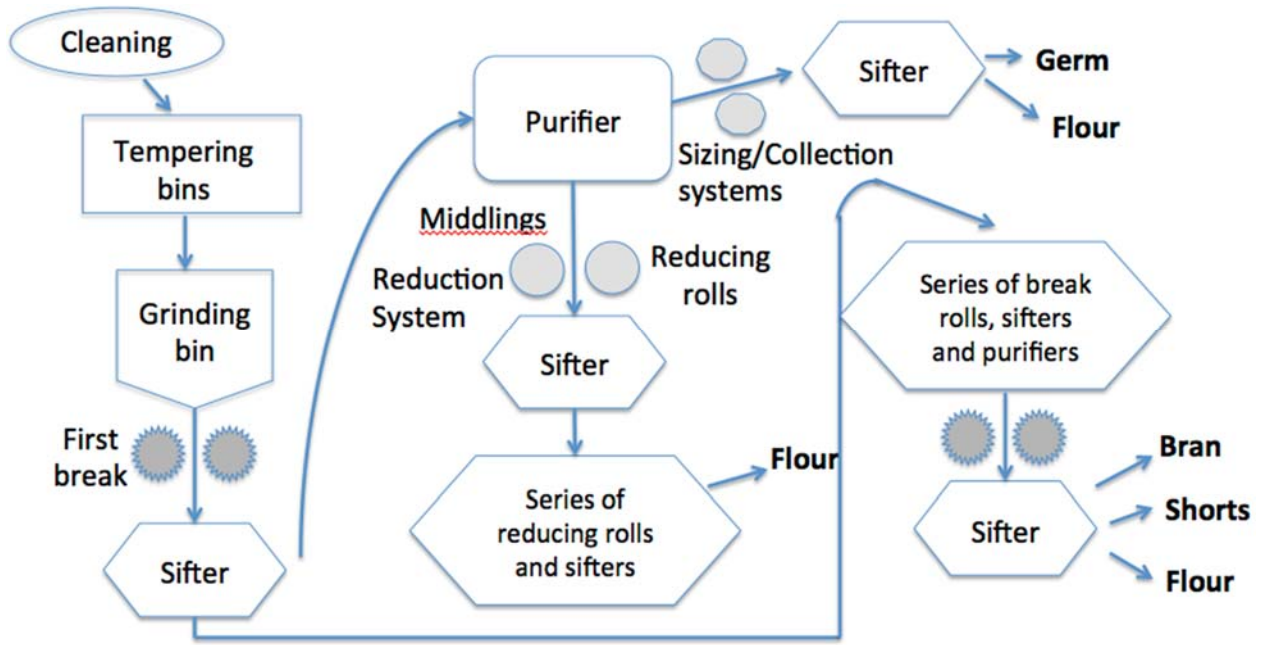 Cleaning
Tempering
bins
Grinding
bin
First
break
Sifter
Purifier
Sizing/Collection
systems
Sifter
Germ
Flour
Middlings
Reduction
System
Reducing
rolls
Sifter
Series of
reducing rolls
and sifters
Flour
Series of break
rolls, sifters
and purifiers
Sifter
Bran
Shorts
Flour